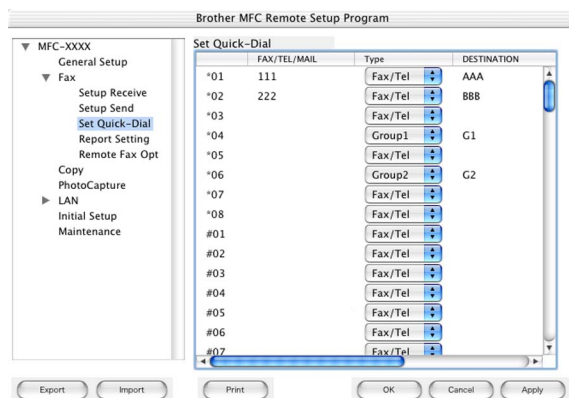 Brother MFC Remote Setup Program
MFC-XXXX
General Setup
Fax
Setup Receive
Setup Send
Set Quick-Dial
Report Setting
Remote Fax Opt
Copy
PhotoCapture
LAN
Initial Setup
Maintenance
Set Quick-Dial
FAX/TEL/MAIL Type DESTINATION
*01 111 Fax/Tel AAA
*02 222 Fax/Tel BBB
*03 Fax/Tel
*04 Group1 G1
*05 Fax/Tel
*06 Group2 G2
*07 Fax/Tel
*08 Fax/Tel
#01 Fax/Tel
#02 Fax/Tel
#03 Fax/Tel
#04 Fax/Tel
#05 Fax/Tel
#06 Fax/Tel
#07 Fax/Tel
Export Import Print OK Cancel Apply